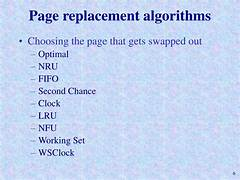 Page replacement algorithms
• Choosing the page that gets swapped out
– Optimal
– NRU
– FIFO
– Second Chance
– Clock
– LRU
– NFU
– Working Set
– WSClock